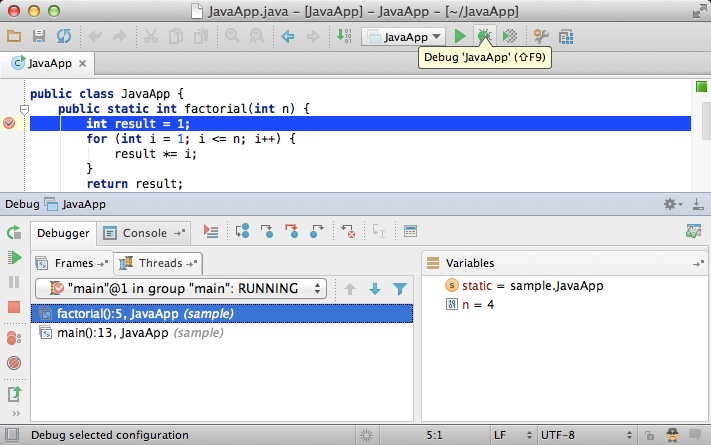 JavaApp.java – [JavaApp] – JavaApp – [~/JavaApp]
JavaApp
Debug 'JavaApp' (⇧F9)
JavaApp
public class JavaApp {
public static int factorial(int n) {
int result = 1;
for (int i = 1; i <= n; i++) {
result *= i;
}
return result;
Debug JavaApp
Debugger Console
Frames Threads Variables
"main"@1 in group "main": RUNNING
static = sample.JavaApp
n = 4
factorial():5, JavaApp (sample)
main():13, JavaApp (sample)
Debug selected configuration 5:1 LF UTF-8